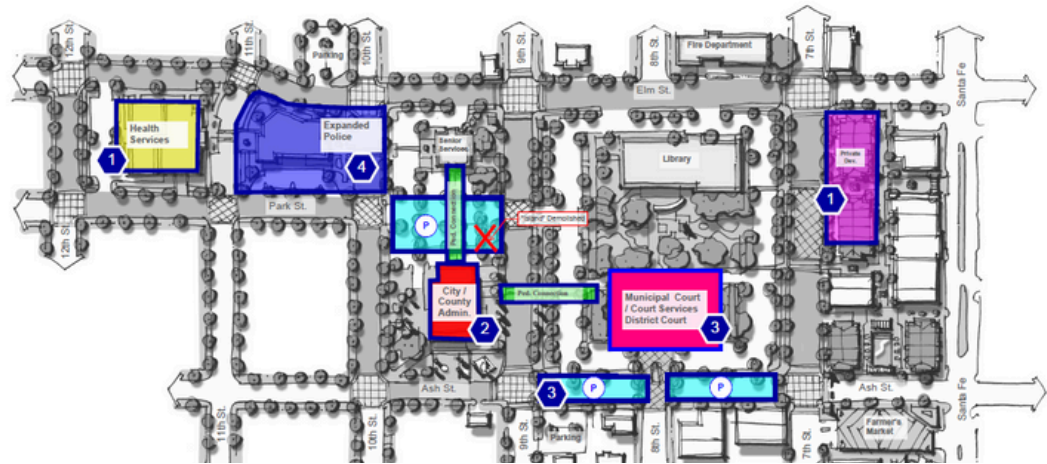 12th St.
11th St.
Parking
10th St.
9th St.
8th St.
Fire Department
7th St.
Santa Fe
Elm St.
Health
Services
1
Expanded
Police
4
Senior
Services
Library
Private
Dev.
1
Park St.
P
Ped. Connection
"Island" Demolished
12th St.
City /
County
Admin.
2
Ped. Connection
Municipal Court
/ Court Services
District Court
3
Ash St.
3
P
P
Ash St.
Santa Fe
11th St.
10th St.
9th St.
Parking
8th St.
7th St.
Farmer's
Market